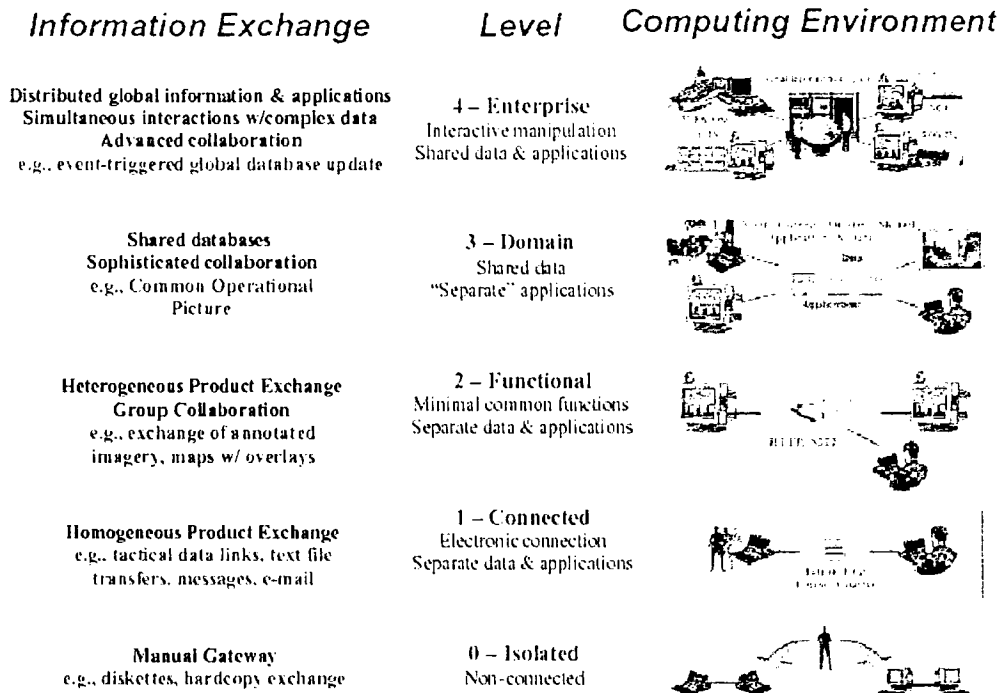 Information Exchange Level Computing Environment
Distributed global information & applications
Simultaneous interactions w/complex data
Advanced collaboration
e.g., event-triggered global database update
4 – Enterprise
Interactive manipulation
Shared data & applications
Shared databases
Sophisticated collaboration
e.g., Common Operational
Picture
3 – Domain
Shared data
“Separate” applications
Data
Applications
Heterogeneous Product Exchange
Group Collaboration
e.g., exchange of annotated
imagery, maps w/ overlays
2 – Functional
Minimal common functions
Separate data & applications
Homogeneous Product Exchange
e.g., tactical data links, text file
transfers, messages, e-mail
1 – Connected
Electronic connection
Separate data & applications
Manual Gateway
e.g., diskettes, hardcopy exchange
0 – Isolated
Non-connected